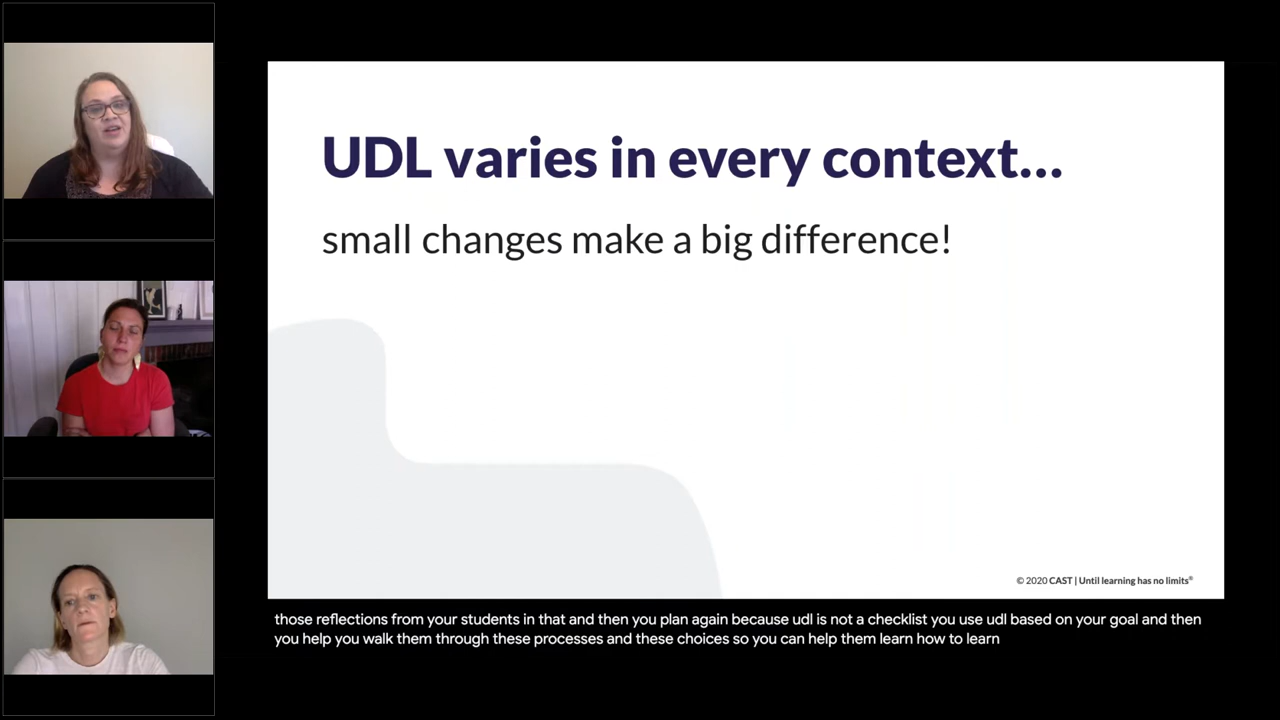 UDL varies in every context...
small changes make a big difference!
© 2020 CAST | Until learning has no limits®
those reflections from your students in that and then you plan again because udl is not a checklist you use udl based on your goal and then
you help you walk them through these processes and these choices so you can help them learn how to learn